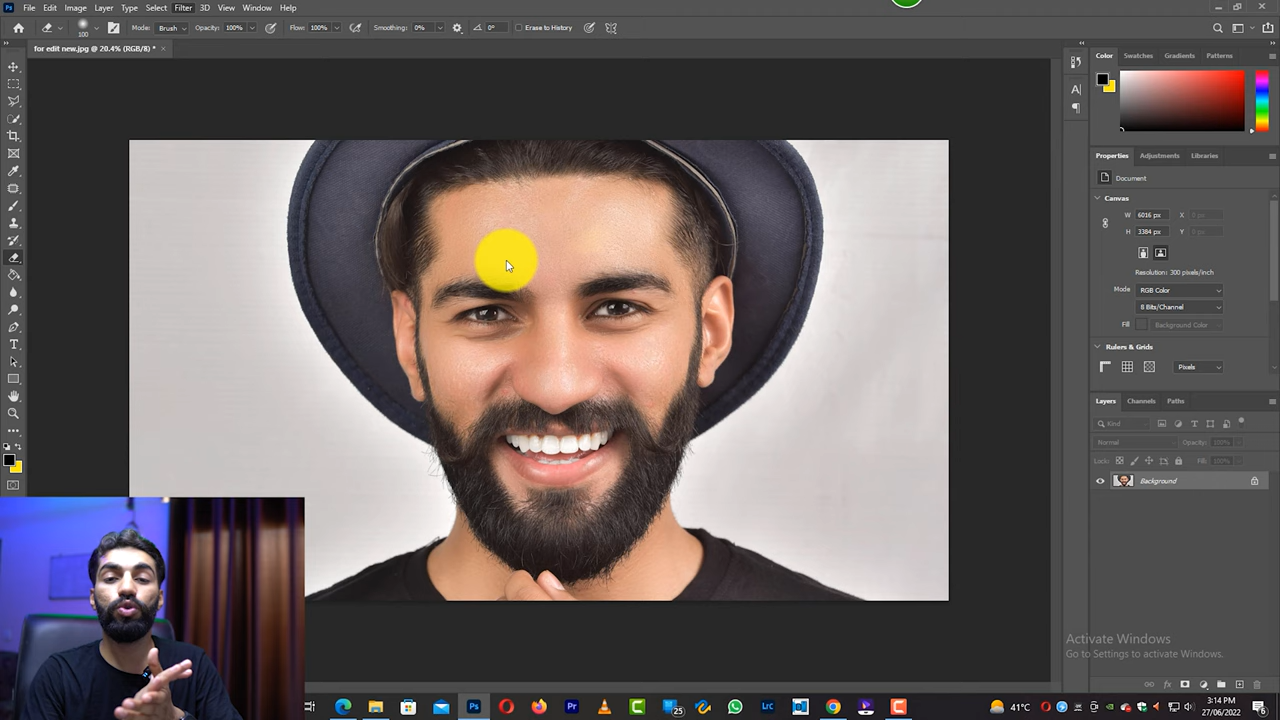 File Edit Image Layer Type Select Filter 3D View Window Help
100 Mode: Brush Opacity: 100% Flow: 100% Smoothing: 0% 0° Erase to History
for edit new.jpg @ 20.4% (RGB/8) *
Color Swatches Gradients Patterns
Properties Adjustments Libraries
Document
Canvas
W 6016 px X 0 px
H 3384 px Y 0 px
Resolution: 300 pixels/inch
Mode RGB Color
8 Bits/Channel
Fill Background Color
Rulers & Grids
Pixels
Layers Channels Paths
Kind
Normal Opacity: 100%
Lock: Fill: 100%
Background
Activate Windows
Go to Settings to activate Windows.
25 41°C 3:14 PM
27/06/2022